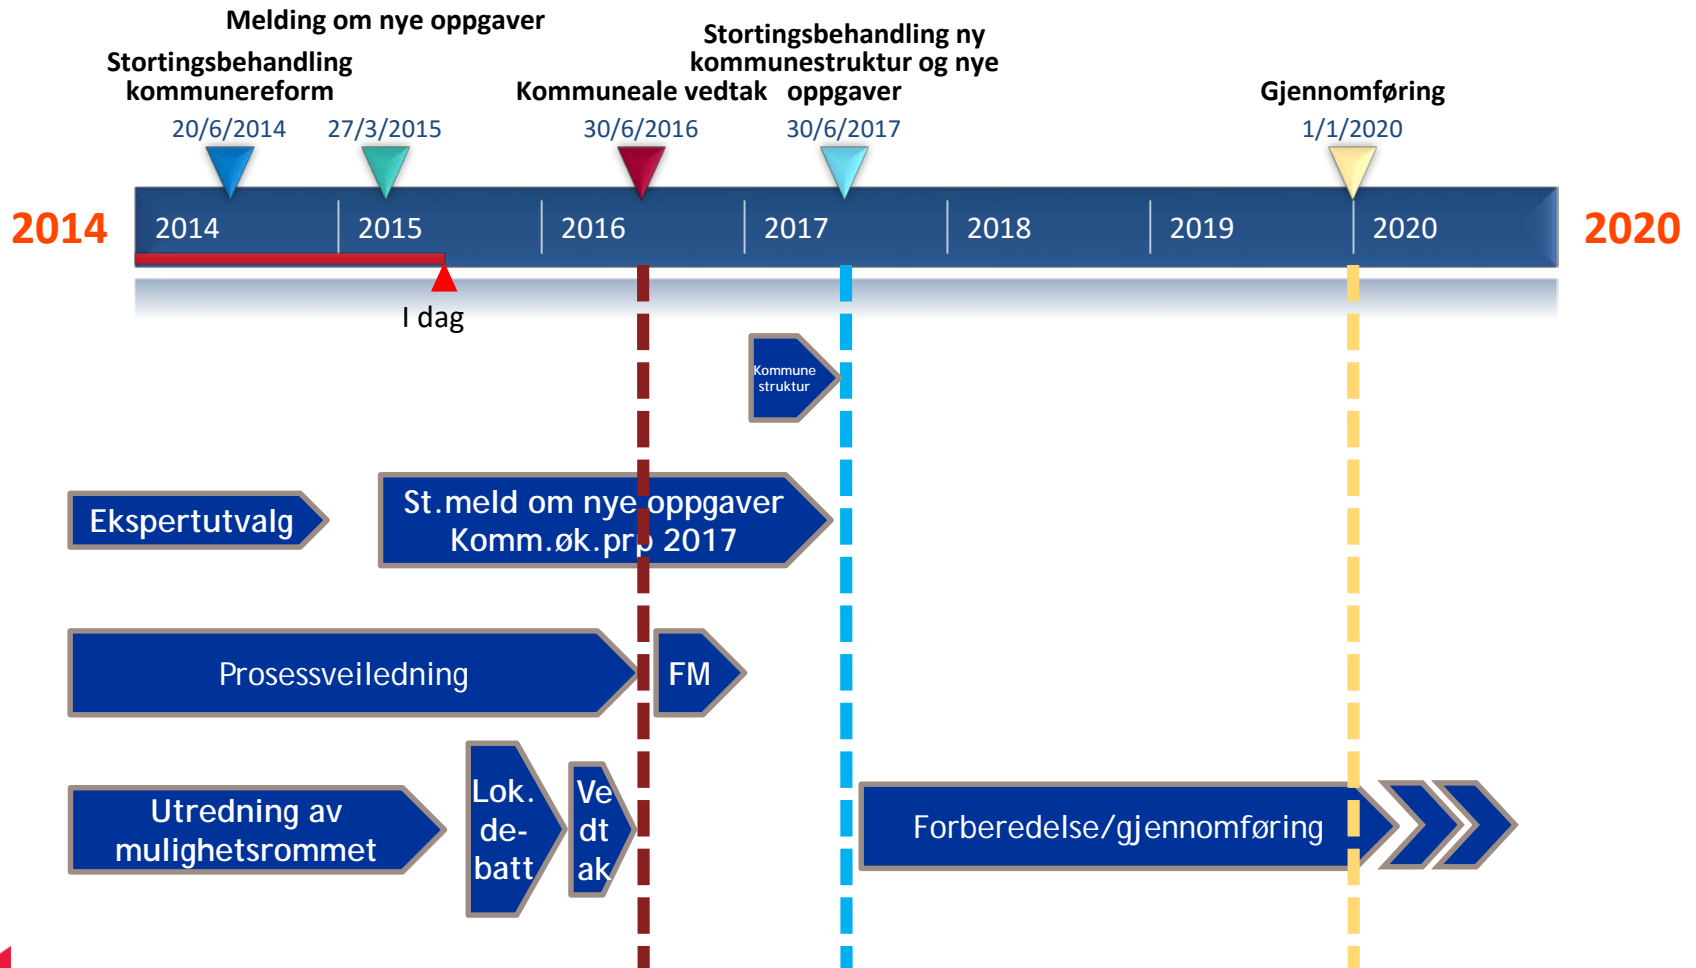 Melding om nye oppgaver
Stortingsbehandling
kommunereform
20/6/2014
27/3/2015
Kommuneale vedtak
30/6/2016
Stortingsbehandling ny
kommunestruktur og nye
oppgaver
30/6/2017
Gjennomføring
1/1/2020
2014
2014
2015
2016
2017
2018
2019
2020
2020
I dag
Kommune
struktur
Ekspertutvalg
St.meld om nye oppgaver
Komm.øk.prp 2017
Prosessveiledning
FM
Utredning av
mulighetsrommet
Lok.
de-
batt
Ve
dt
ak
Forberedelse/gjennomføring